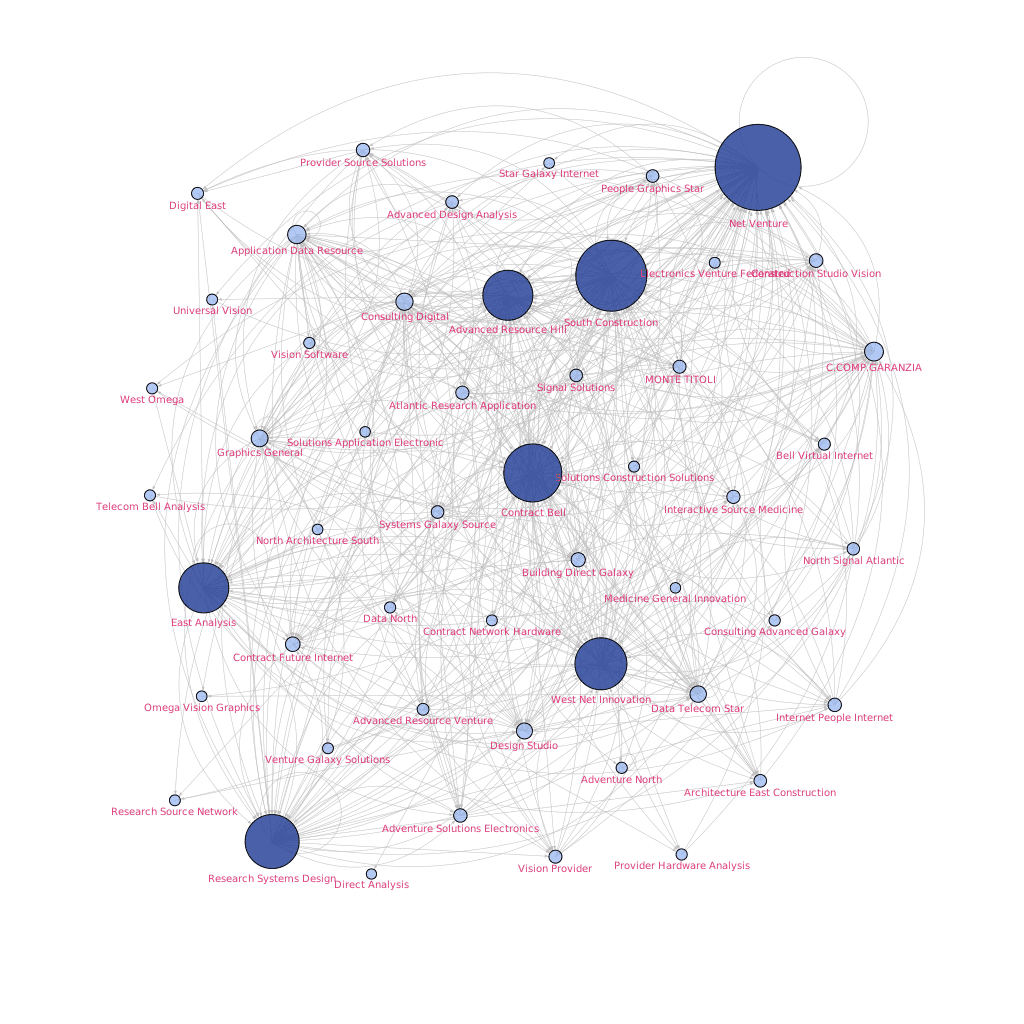 Provider Source Solutions
Star Galaxy Internet
People Graphics Star
Digital East
Advanced Design Analysis
Net Venture
Application Data Resource
Electronics Venture Federated
Construction Studio Vision
Universal Vision
Consulting Digital
South Construction
Advanced Resource Hill
Vision Software
C.COMP.GARANZIA
MONTE TITOLI
Signal Solutions
West Omega
Atlantic Research Application
Solutions Application Electronic
Graphics General
Bell Virtual Internet
Solutions Construction Solutions
Telecom Bell Analysis
Interactive Source Medicine
Contract Bell
Systems Galaxy Source
North Architecture South
North Signal Atlantic
Building Direct Galaxy
Medicine General Innovation
Data North
East Analysis
Contract Network Hardware
Consulting Advanced Galaxy
Contract Future Internet
West Net Innovation
Omega Vision Graphics
Data Telecom Star
Internet People Internet
Advanced Resource Venture
Design Studio
Venture Galaxy Solutions
Adventure North
Architecture East Construction
Research Source Network
Adventure Solutions Electronics
Provider Hardware Analysis
Vision Provider
Research Systems Design
Direct Analysis